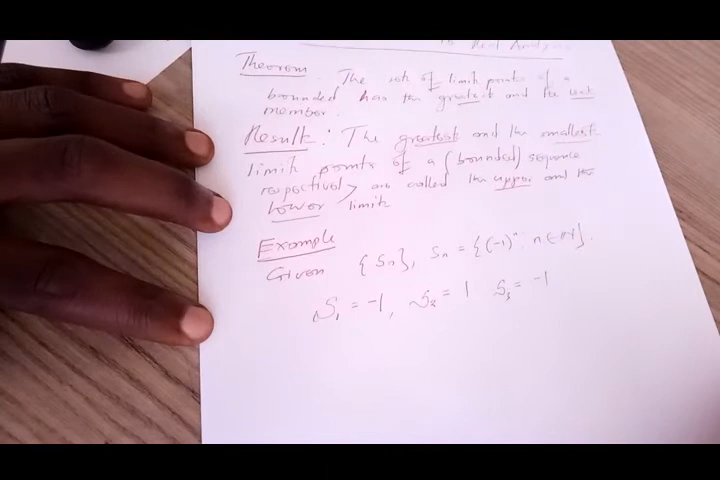 Real Analysis
Theorem: The set of limit points of a
bounded has the greatest and the least
member.
Result: The greatest and the smallest
limit points of a (bounded) sequence
respectively are called the upper and the
lower limit
Example
Given {Sn}, Sn = {(-1)^n : n ∈ N}.
S₁ = -1, S₂ = 1 S₃ = -1